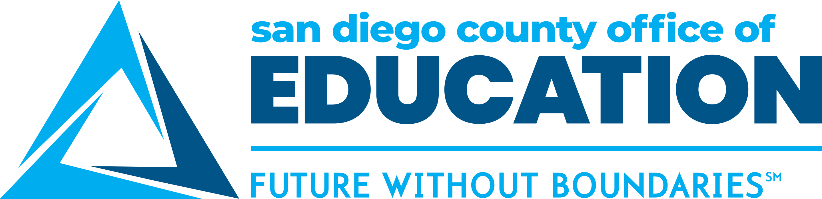 san diego county office of
EDUCATION
FUTURE WITHOUT BOUNDARIES℠